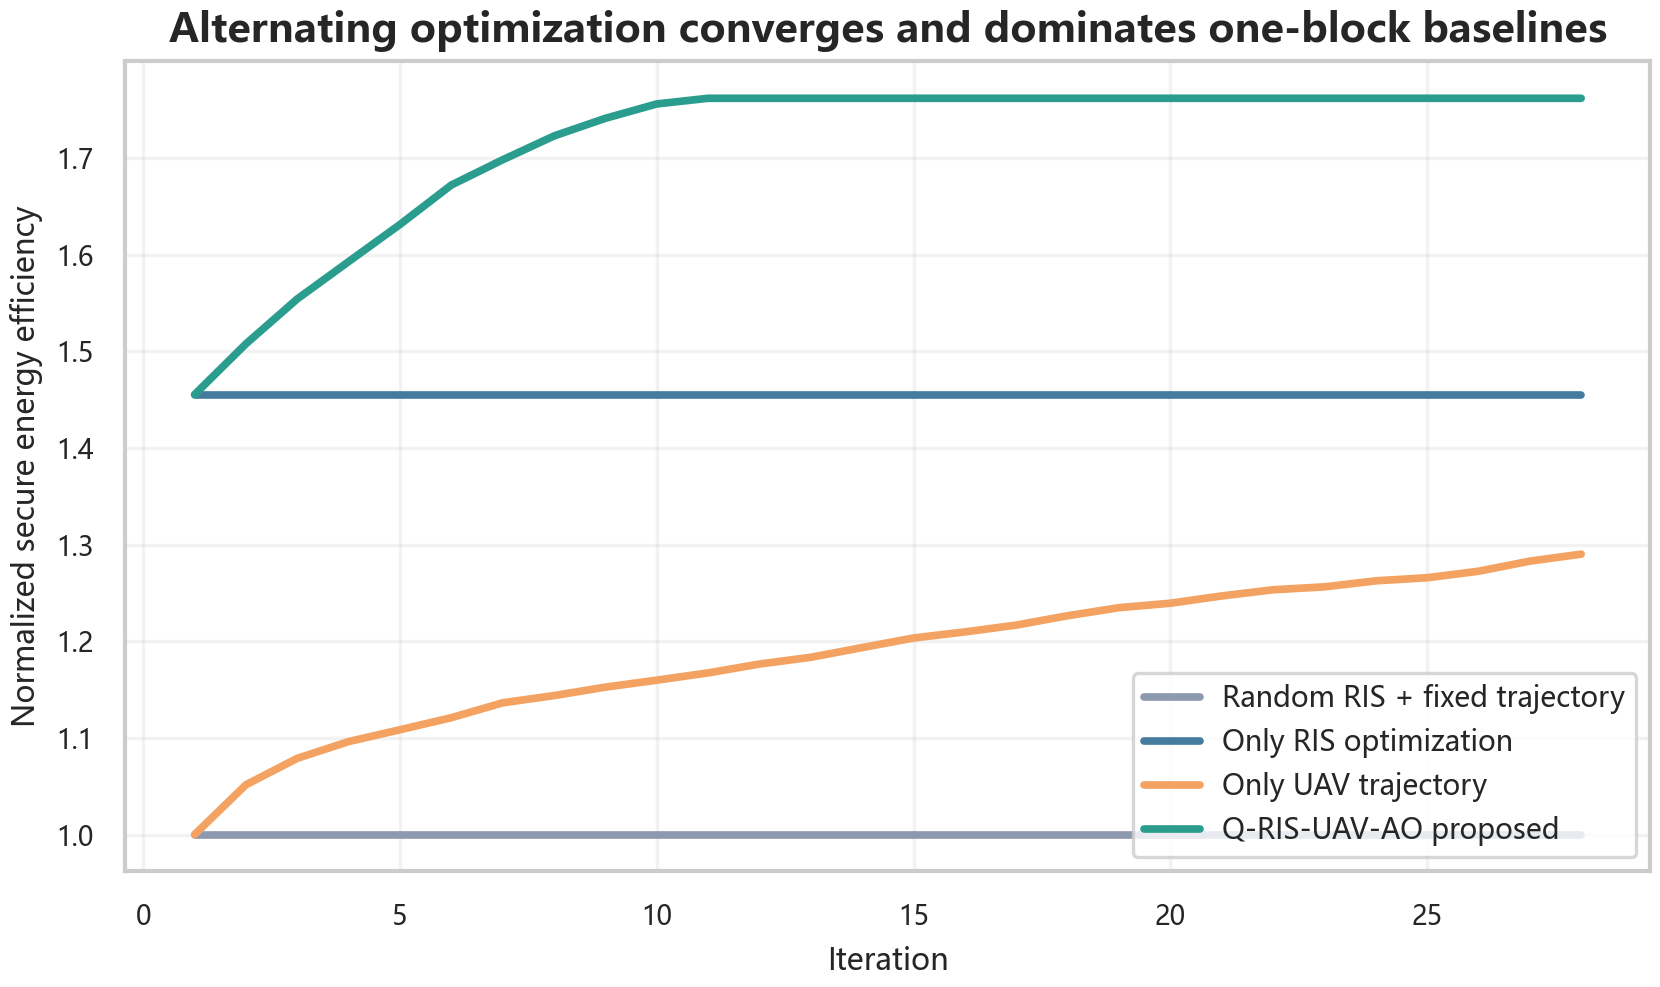 Alternating optimization converges and dominates one-block baselines
Normalized secure energy efficiency
1.7
1.6
1.5
1.4
1.3
1.2
1.1
1.0
Random RIS + fixed trajectory
Only RIS optimization
Only UAV trajectory
Q-RIS-UAV-AO proposed
0 5 10 15 20 25
Iteration